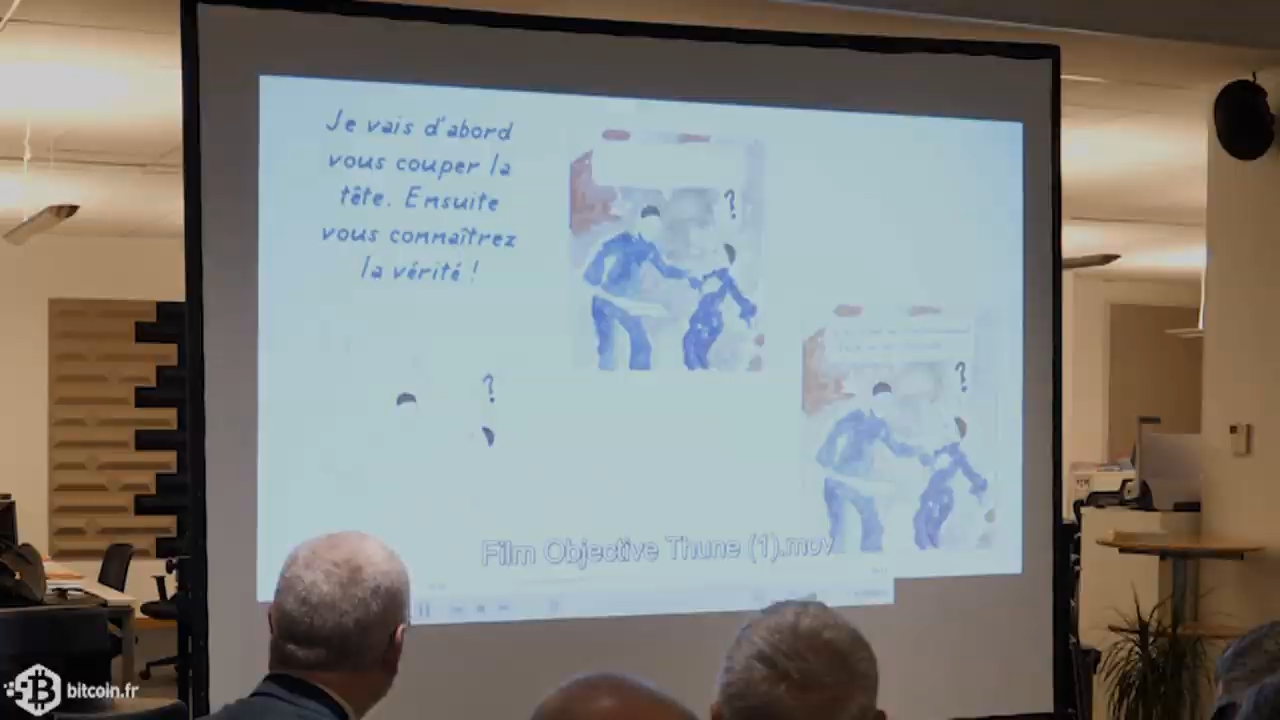 Je vais d'abord
vous couper la
tête. Ensuite
vous connaîtrez
la vérité !
?
?
?
Film Objective Thune (1).mov
bitcoin.fr